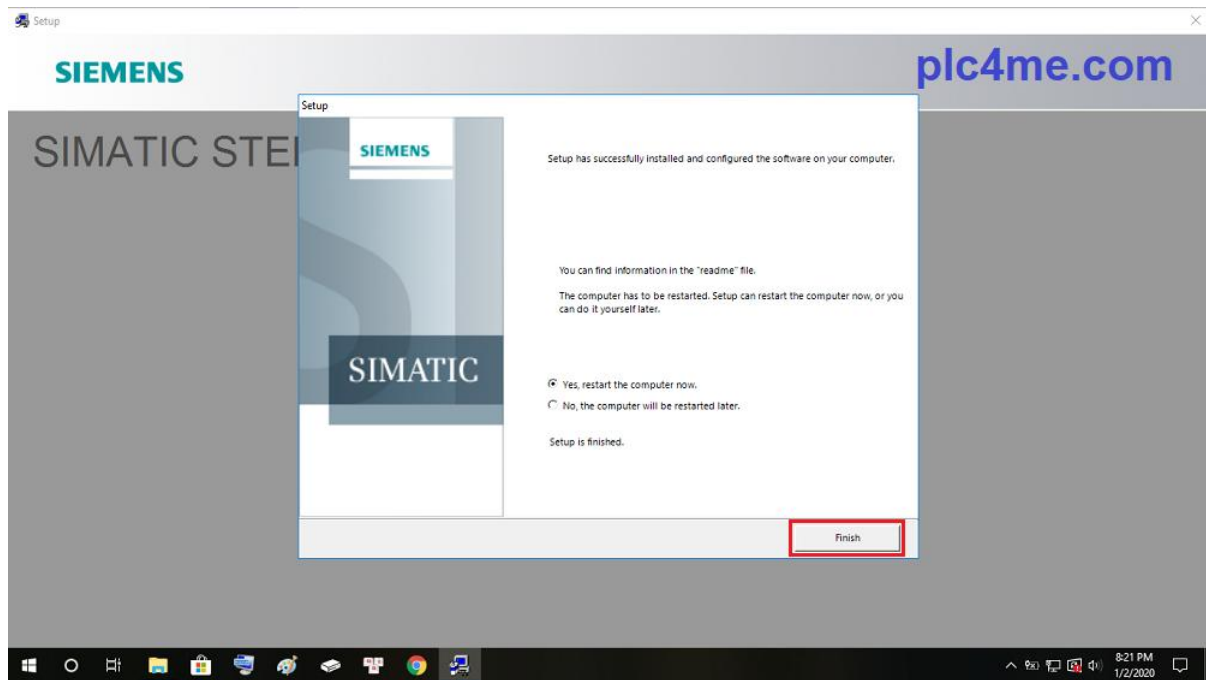 Setup
SIEMENS
plc4me.com
SIMATIC STE
Setup
SIEMENS
SIMATIC
Setup has successfully installed and configured the software on your computer.
You can find information in the "readme" file.
The computer has to be restarted. Setup can restart the computer now, or you
can do it yourself later.
Yes, restart the computer now.
No, the computer will be restarted later.
Setup is finished.
Finish
8:21 PM
1/2/2020